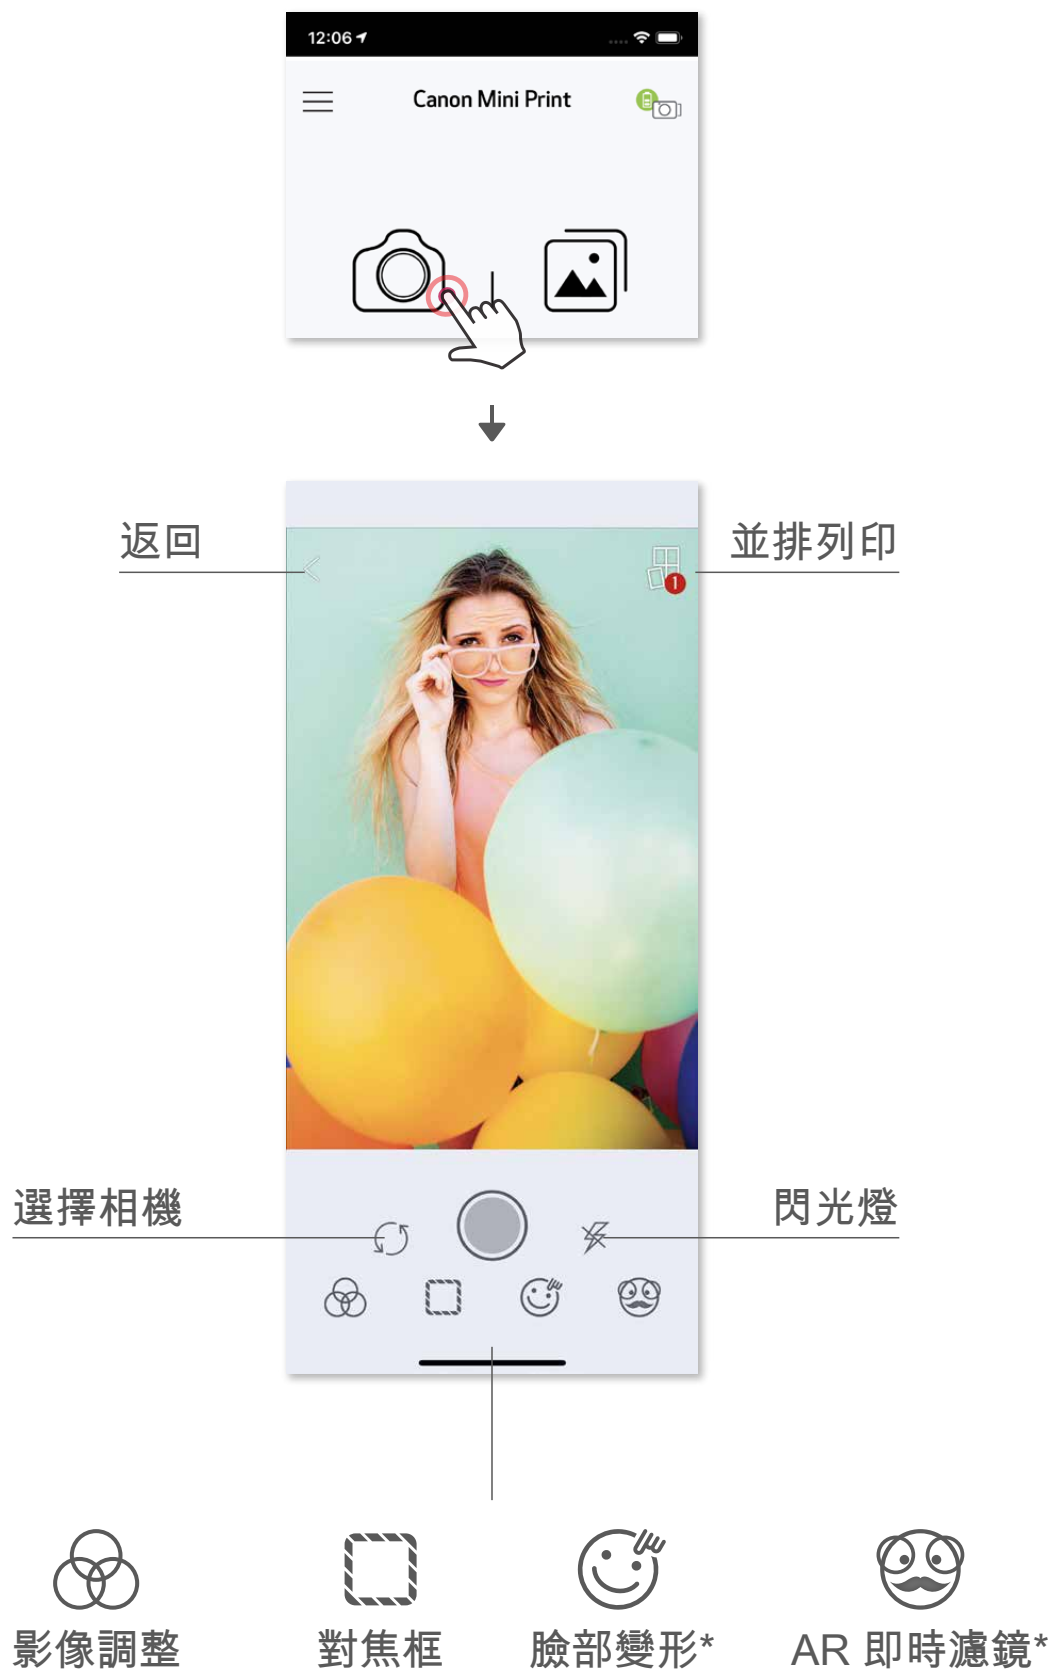 12:06
Canon Mini Print
返回
並排列印
1
選擇相機
閃光燈
影像調整
對焦框
臉部變形*
AR 即時濾鏡*